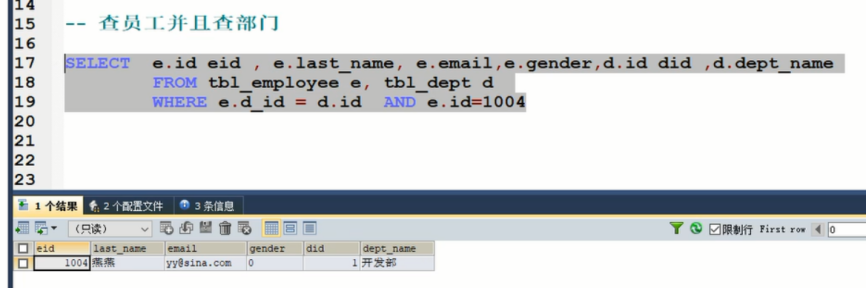 14
15 -- 查员工并且查部门
16
17 SELECT e.id eid , e.last_name, e.email,e.gender,d.id did ,d.dept_name
18 FROM tbl_employee e, tbl_dept d
19 WHERE e.d_id = d.id AND e.id=1004
20
21
22
23
1 个结果 2 个配置文件 3 条信息
(只读) 限制行 First row 0
eid last_name email gender did dept_name
1004 燕燕 yy@sina.com 0 1 开发部